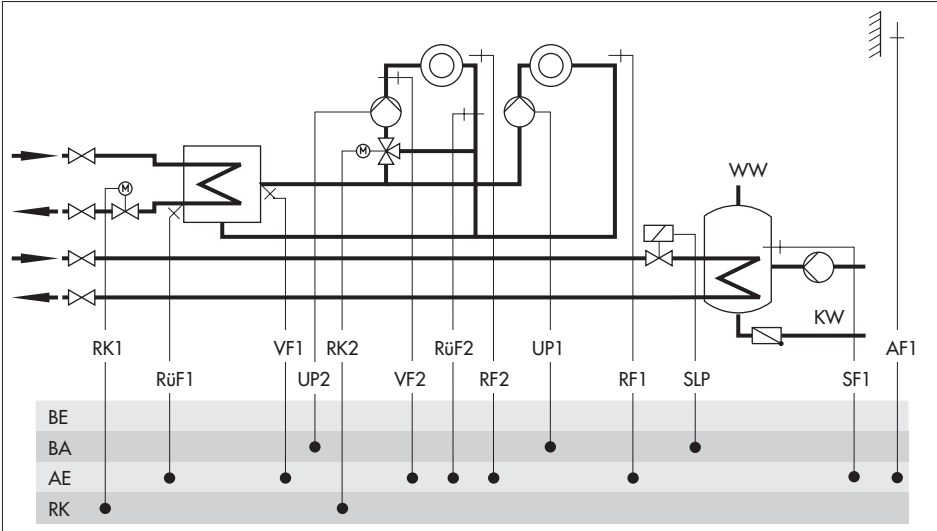 M
WW
M
KW
RK1 VF1 RK2 RüF2 UP1 AF1
RüF1 UP2 VF2 RF2 RF1 SLP SF1
BE
BA
AE
RK